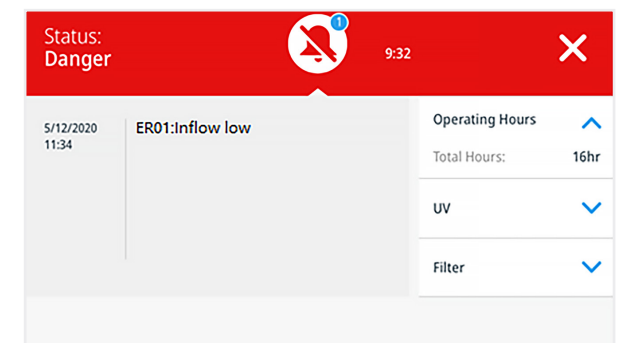 Status:
Danger
1
9:32
5/12/2020
11:34
ER01:Inflow low
Operating Hours
Total Hours: 16hr
UV
Filter